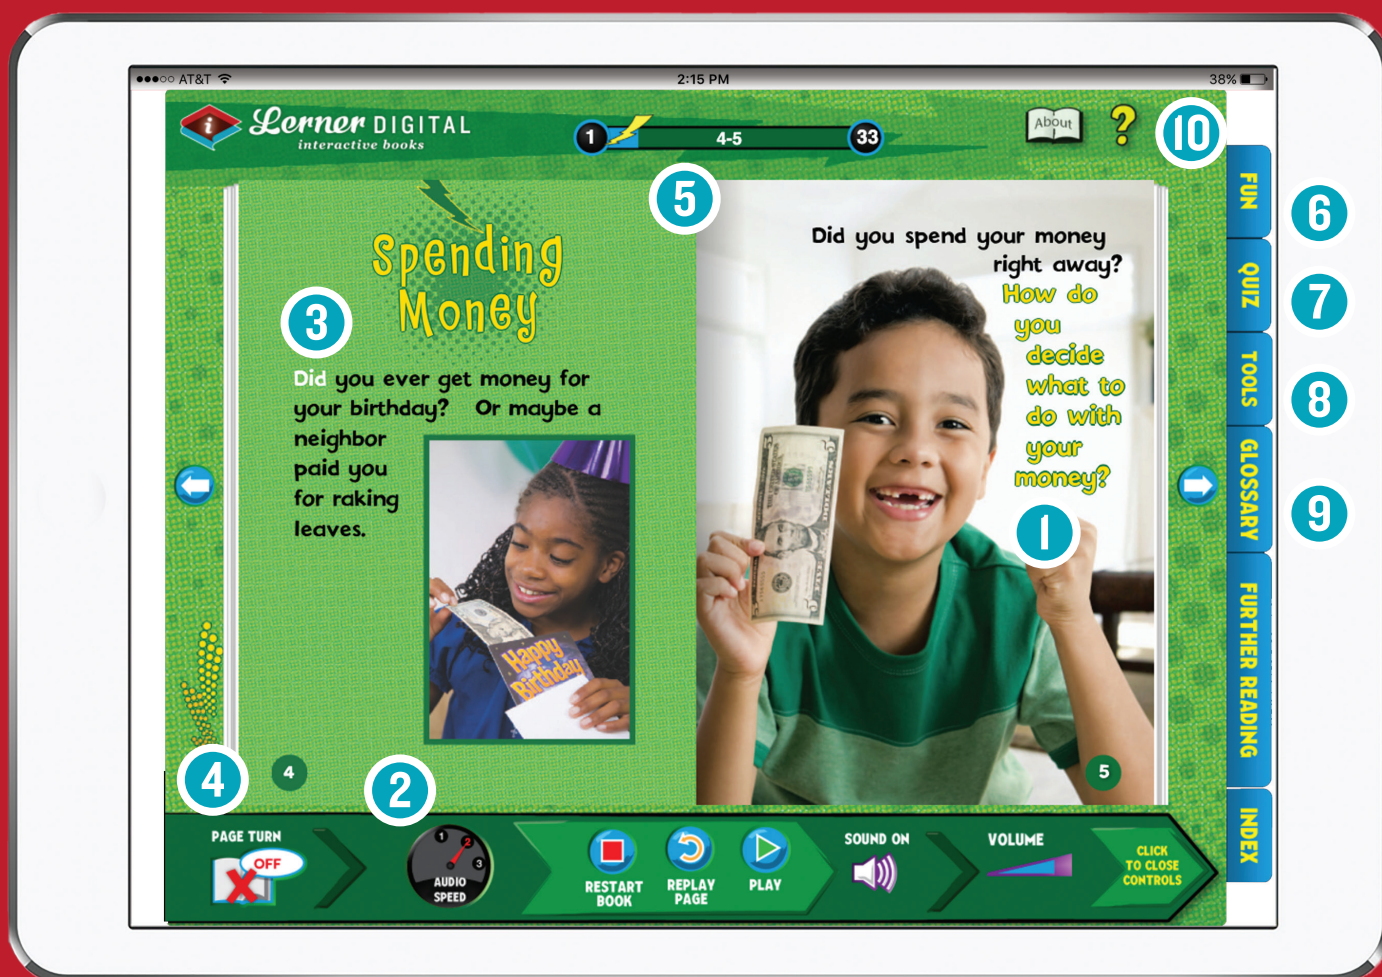 AT&T
2:15 PM
38%
i
Lerner DIGITAL
interactive books
1
4-5
33
About
?
10
5
Spending
Money
3
Did you ever get money for
your birthday? Or maybe a
neighbor
paid you
for raking
leaves.
Happy
Birthday
4
Did you spend your money
right away?
How do
you
decide
what to
do with
your
money?
1
5
FUN
6
QUIZ
7
TOOLS
8
GLOSSARY
9
FURTHER READING
INDEX
4
2
PAGE TURN
OFF
1
2
3
AUDIO
SPEED
RESTART
BOOK
REPLAY
PAGE
PLAY
SOUND ON
VOLUME
CLICK
TO CLOSE
CONTROLS